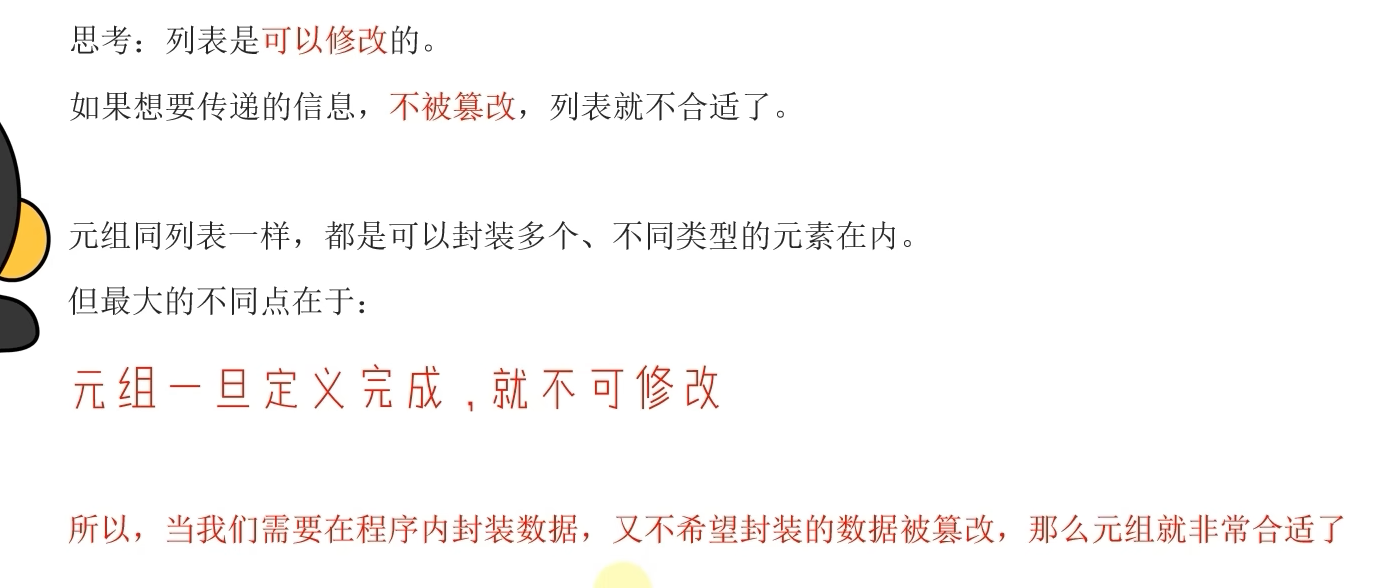 思考：列表是可以修改的。
如果想要传递的信息，不被篡改，列表就不合适了。
元组同列表一样，都是可以封装多个、不同类型的元素在内。
但最大的不同点在于：
元组一旦定义完成，就不可修改
所以，当我们需要在程序内封装数据，又不希望封装的数据被篡改，那么元组就非常合适了